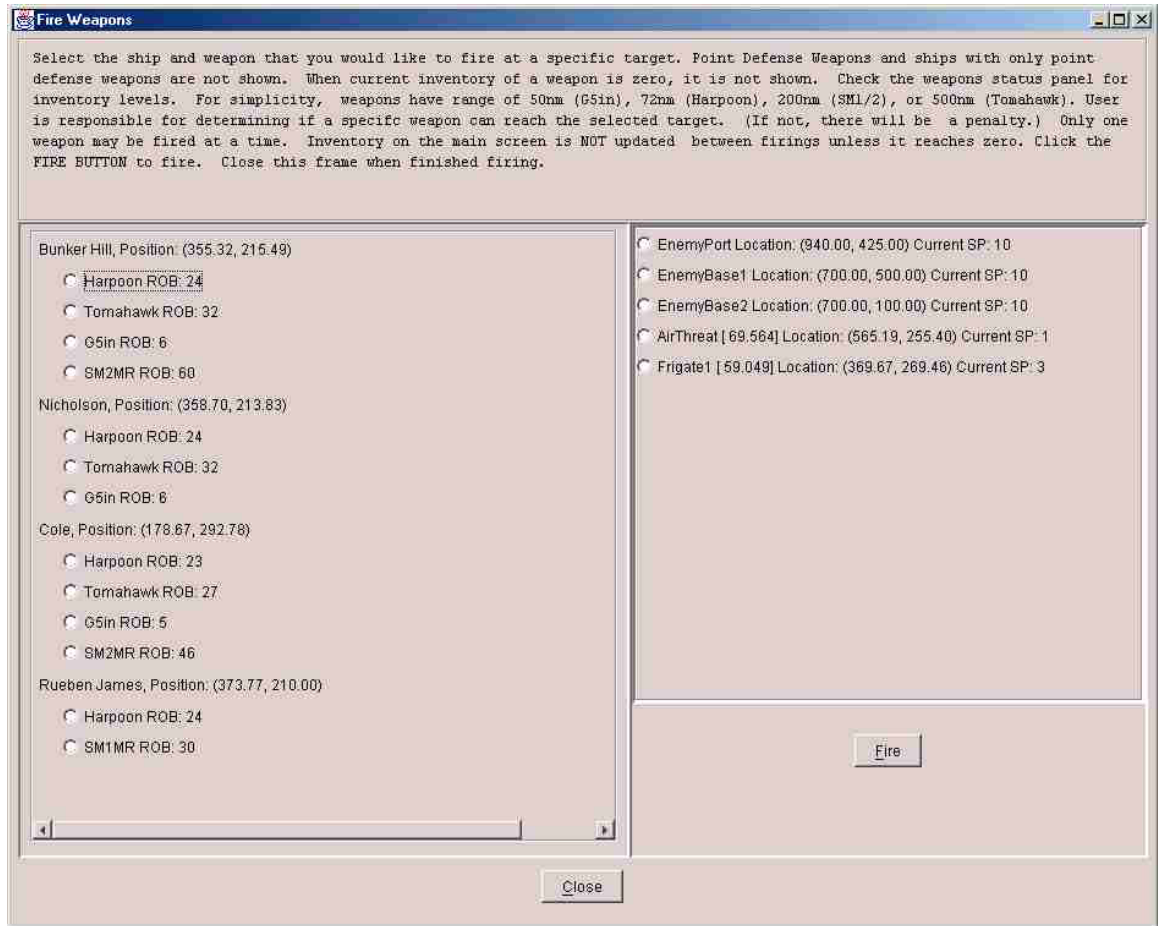 Fire Weapons
Select the ship and weapon that you would like to fire at a specific target. Point Defense Weapons and ships with only point
defense weapons are not shown. When current inventory of a weapon is zero, it is not shown. Check the weapons status panel for
inventory levels. For simplicity, weapons have range of 50nm (G5in), 72nm (Harpoon), 200nm (SM1/2), or 500nm (Tomahawk). User
is responsible for determining if a specifc weapon can reach the selected target. (If not, there will be a penalty.) Only one
weapon may be fired at a time. Inventory on the main screen is NOT updated between firings unless it reaches zero. Click the
FIRE BUTTON to fire. Close this frame when finished firing.
Bunker Hill, Position: (355.32, 215.49)
Harpoon ROB: 24
Tomahawk ROB: 32
G5in ROB: 6
SM2MR ROB: 60
Nicholson, Position: (358.70, 213.83)
Harpoon ROB: 24
Tomahawk ROB: 32
G5in ROB: 6
Cole, Position: (178.67, 292.78)
Harpoon ROB: 23
Tomahawk ROB: 27
G5in ROB: 5
SM2MR ROB: 46
Rueben James, Position: (373.77, 210.00)
Harpoon ROB: 24
SM1MR ROB: 30
EnemyPort Location: (940.00, 425.00) Current SP: 10
EnemyBase1 Location: (700.00, 500.00) Current SP: 10
EnemyBase2 Location: (700.00, 100.00) Current SP: 10
AirThreat [ 69.564] Location: (565.19, 255.40) Current SP: 1
Frigate1 [ 59.049] Location: (369.67, 269.46) Current SP: 3
Fire
Close